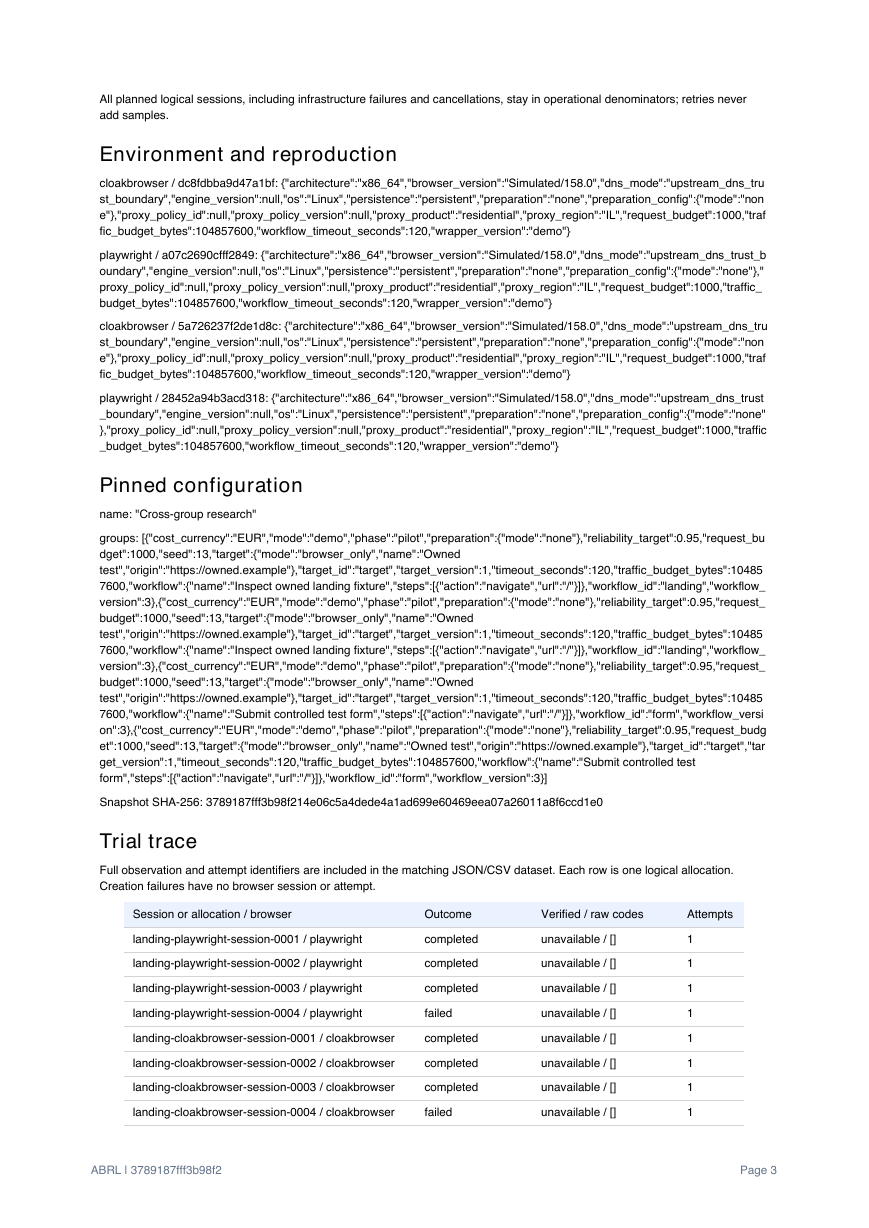 All planned logical sessions, including infrastructure failures and cancellations, stay in operational denominators; retries never
add samples.
Environment and reproduction
cloakbrowser / dc8fdbba9d47a1bf: {"architecture":"x86_64","browser_version":"Simulated/158.0","dns_mode":"upstream_dns_tru
st_boundary","engine_version":null,"os":"Linux","persistence":"persistent","preparation":"none","preparation_config":{"mode":"non
e"},"proxy_policy_id":null,"proxy_policy_version":null,"proxy_product":"residential","proxy_region":"IL","request_budget":1000,"traf
fic_budget_bytes":104857600,"workflow_timeout_seconds":120,"wrapper_version":"demo"}
playwright / a07c2690cfff2849: {"architecture":"x86_64","browser_version":"Simulated/158.0","dns_mode":"upstream_dns_trust_b
oundary","engine_version":null,"os":"Linux","persistence":"persistent","preparation":"none","preparation_config":{"mode":"none"},"
proxy_policy_id":null,"proxy_policy_version":null,"proxy_product":"residential","proxy_region":"IL","request_budget":1000,"traffic_
budget_bytes":104857600,"workflow_timeout_seconds":120,"wrapper_version":"demo"}
cloakbrowser / 5a726237f2de1d8c: {"architecture":"x86_64","browser_version":"Simulated/158.0","dns_mode":"upstream_dns_tru
st_boundary","engine_version":null,"os":"Linux","persistence":"persistent","preparation":"none","preparation_config":{"mode":"non
e"},"proxy_policy_id":null,"proxy_policy_version":null,"proxy_product":"residential","proxy_region":"IL","request_budget":1000,"traf
fic_budget_bytes":104857600,"workflow_timeout_seconds":120,"wrapper_version":"demo"}
playwright / 28452a94b3acd318: {"architecture":"x86_64","browser_version":"Simulated/158.0","dns_mode":"upstream_dns_trust
_boundary","engine_version":null,"os":"Linux","persistence":"persistent","preparation":"none","preparation_config":{"mode":"none"
},"proxy_policy_id":null,"proxy_policy_version":null,"proxy_product":"residential","proxy_region":"IL","request_budget":1000,"traffic
_budget_bytes":104857600,"workflow_timeout_seconds":120,"wrapper_version":"demo"}
Pinned configuration
name: "Cross-group research"
groups: [{"cost_currency":"EUR","mode":"demo","phase":"pilot","preparation":{"mode":"none"},"reliability_target":0.95,"request_bu
dget":1000,"seed":13,"target":{"mode":"browser_only","name":"Owned
test","origin":"https://owned.example"},"target_id":"target","target_version":1,"timeout_seconds":120,"traffic_budget_bytes":10485
7600,"workflow":{"name":"Inspect owned landing fixture","steps":[{"action":"navigate","url":"/"}]},"workflow_id":"landing","workflow_
version":3},{"cost_currency":"EUR","mode":"demo","phase":"pilot","preparation":{"mode":"none"},"reliability_target":0.95,"request_
budget":1000,"seed":13,"target":{"mode":"browser_only","name":"Owned
test","origin":"https://owned.example"},"target_id":"target","target_version":1,"timeout_seconds":120,"traffic_budget_bytes":10485
7600,"workflow":{"name":"Inspect owned landing fixture","steps":[{"action":"navigate","url":"/"}]},"workflow_id":"landing","workflow_
version":3},{"cost_currency":"EUR","mode":"demo","phase":"pilot","preparation":{"mode":"none"},"reliability_target":0.95,"request_
budget":1000,"seed":13,"target":{"mode":"browser_only","name":"Owned
test","origin":"https://owned.example"},"target_id":"target","target_version":1,"timeout_seconds":120,"traffic_budget_bytes":10485
7600,"workflow":{"name":"Submit controlled test form","steps":[{"action":"navigate","url":"/"}]},"workflow_id":"form","workflow_versi
on":3},{"cost_currency":"EUR","mode":"demo","phase":"pilot","preparation":{"mode":"none"},"reliability_target":0.95,"request_budg
et":1000,"seed":13,"target":{"mode":"browser_only","name":"Owned test","origin":"https://owned.example"},"target_id":"target","tar
get_version":1,"timeout_seconds":120,"traffic_budget_bytes":104857600,"workflow":{"name":"Submit controlled test
form","steps":[{"action":"navigate","url":"/"}]},"workflow_id":"form","workflow_version":3}]
Snapshot SHA-256: 3789187fff3b98f214e06c5a4dede4a1ad699e60469eea07a26011a8f6ccd1e0
Trial trace
Full observation and attempt identifiers are included in the matching JSON/CSV dataset. Each row is one logical allocation.
Creation failures have no browser session or attempt.
Session or allocation / browser Outcome Verified / raw codes Attempts
landing-playwright-session-0001 / playwright completed unavailable / [] 1
landing-playwright-session-0002 / playwright completed unavailable / [] 1
landing-playwright-session-0003 / playwright completed unavailable / [] 1
landing-playwright-session-0004 / playwright failed unavailable / [] 1
landing-cloakbrowser-session-0001 / cloakbrowser completed unavailable / [] 1
landing-cloakbrowser-session-0002 / cloakbrowser completed unavailable / [] 1
landing-cloakbrowser-session-0003 / cloakbrowser completed unavailable / [] 1
landing-cloakbrowser-session-0004 / cloakbrowser failed unavailable / [] 1
ABRL | 3789187fff3b98f2 Page 3